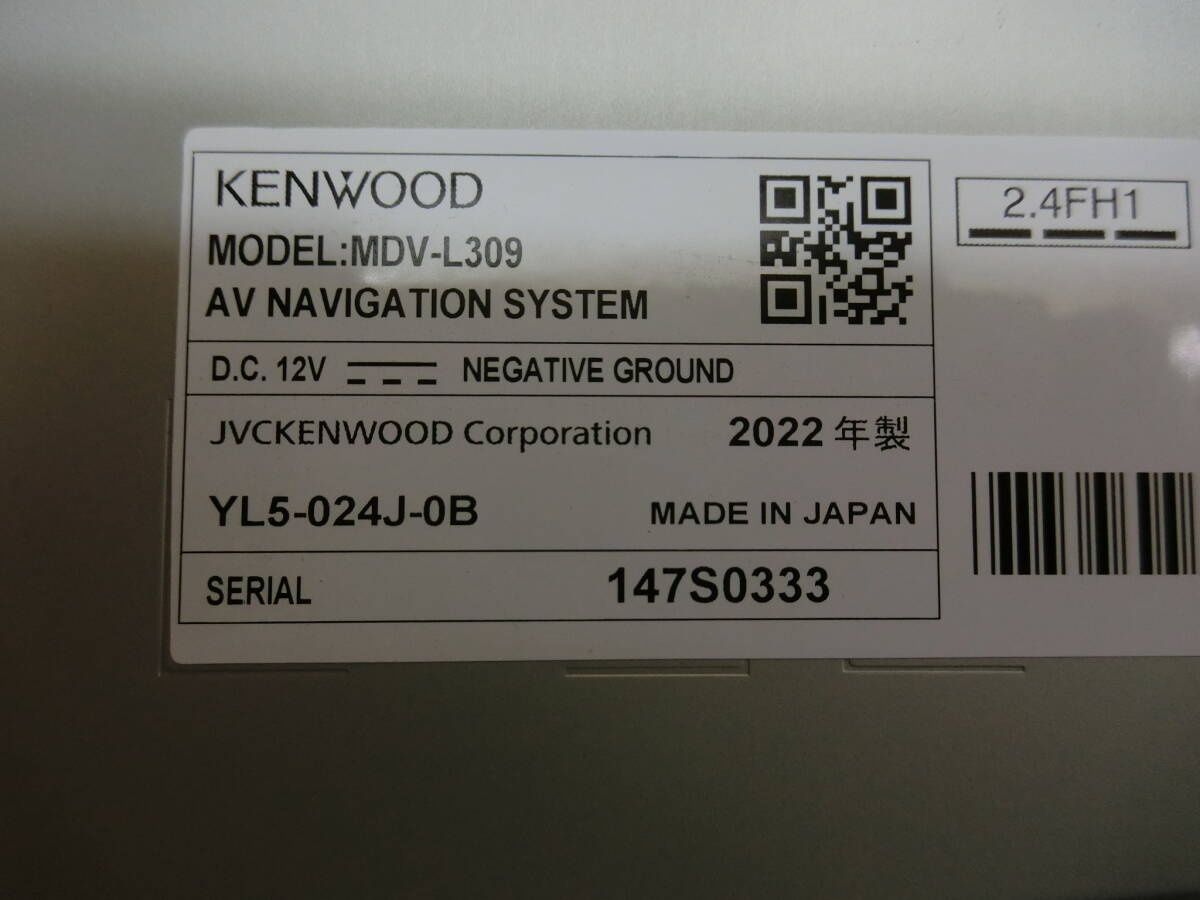 KENWOOD
MODEL:MDV-L309
AV NAVIGATION SYSTEM
2.4FH1
D.C. 12V NEGATIVE GROUND
JVCKENWOOD Corporation 2022 年製
YL5-024J-0B MADE IN JAPAN
SERIAL 147S0333